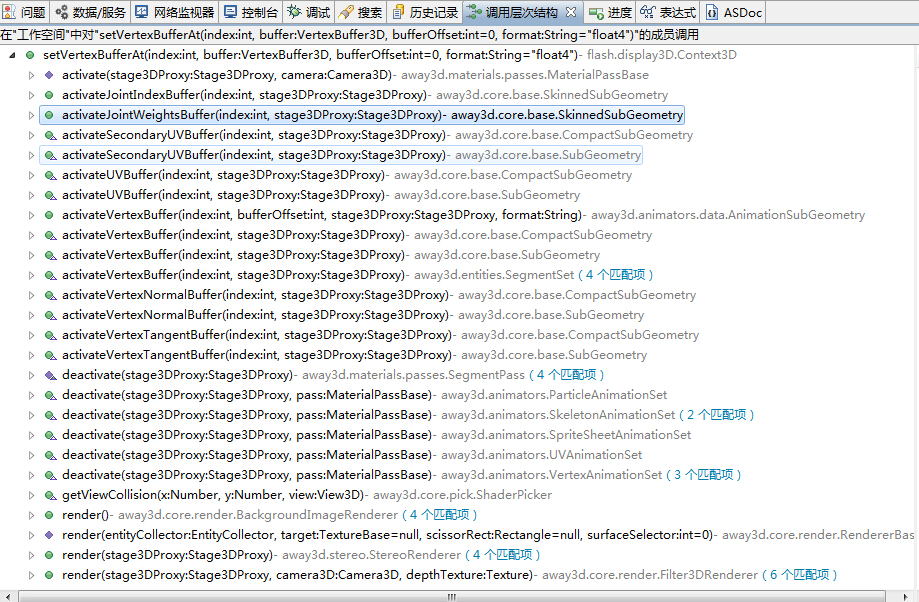 问题 数据/服务 网络监视器 控制台 调试 搜索 历史记录 调用层次结构 进度 表达式 ASDoc
在"工作空间"中对"setVertexBufferAt(index:int, buffer:VertexBuffer3D, bufferOffset:int=0, format:String="float4")"的成员调用
setVertexBufferAt(index:int, buffer:VertexBuffer3D, bufferOffset:int=0, format:String="float4")- flash.display3D.Context3D
activate(stage3DProxy:Stage3DProxy, camera:Camera3D)- away3d.materials.passes.MaterialPassBase
activateJointIndexBuffer(index:int, stage3DProxy:Stage3DProxy)- away3d.core.base.SkinnedSubGeometry
activateJointWeightsBuffer(index:int, stage3DProxy:Stage3DProxy)- away3d.core.base.SkinnedSubGeometry
activateSecondaryUVBuffer(index:int, stage3DProxy:Stage3DProxy)- away3d.core.base.CompactSubGeometry
activateSecondaryUVBuffer(index:int, stage3DProxy:Stage3DProxy)- away3d.core.base.SubGeometry
activateUVBuffer(index:int, stage3DProxy:Stage3DProxy)- away3d.core.base.CompactSubGeometry
activateUVBuffer(index:int, stage3DProxy:Stage3DProxy)- away3d.core.base.SubGeometry
activateVertexBuffer(index:int, bufferOffset:int, stage3DProxy:Stage3DProxy, format:String)- away3d.animators.data.AnimationSubGeometry
activateVertexBuffer(index:int, stage3DProxy:Stage3DProxy)- away3d.core.base.CompactSubGeometry
activateVertexBuffer(index:int, stage3DProxy:Stage3DProxy)- away3d.core.base.SubGeometry
activateVertexBuffer(index:int, stage3DProxy:Stage3DProxy)- away3d.entities.SegmentSet（4 个匹配项）
activateVertexNormalBuffer(index:int, stage3DProxy:Stage3DProxy)- away3d.core.base.CompactSubGeometry
activateVertexNormalBuffer(index:int, stage3DProxy:Stage3DProxy)- away3d.core.base.SubGeometry
activateVertexTangentBuffer(index:int, stage3DProxy:Stage3DProxy)- away3d.core.base.CompactSubGeometry
activateVertexTangentBuffer(index:int, stage3DProxy:Stage3DProxy)- away3d.core.base.SubGeometry
deactivate(stage3DProxy:Stage3DProxy)- away3d.materials.passes.SegmentPass（4 个匹配项）
deactivate(stage3DProxy:Stage3DProxy, pass:MaterialPassBase)- away3d.animators.ParticleAnimationSet
deactivate(stage3DProxy:Stage3DProxy, pass:MaterialPassBase)- away3d.animators.SkeletonAnimationSet（2 个匹配项）
deactivate(stage3DProxy:Stage3DProxy, pass:MaterialPassBase)- away3d.animators.SpriteSheetAnimationSet
deactivate(stage3DProxy:Stage3DProxy, pass:MaterialPassBase)- away3d.animators.UVAnimationSet
deactivate(stage3DProxy:Stage3DProxy, pass:MaterialPassBase)- away3d.animators.VertexAnimationSet（3 个匹配项）
getViewCollision(x:Number, y:Number, view:View3D)- away3d.core.pick.ShaderPicker
render()- away3d.core.render.BackgroundImageRenderer（4 个匹配项）
render(entityCollector:EntityCollector, target:TextureBase=null, scissorRect:Rectangle=null, surfaceSelector:int=0)- away3d.core.render.RendererBas
render(stage3DProxy:Stage3DProxy)- away3d.stereo.StereoRenderer（4 个匹配项）
render(stage3DProxy:Stage3DProxy, camera3D:Camera3D, depthTexture:Texture)- away3d.core.render.Filter3DRenderer（6 个匹配项）